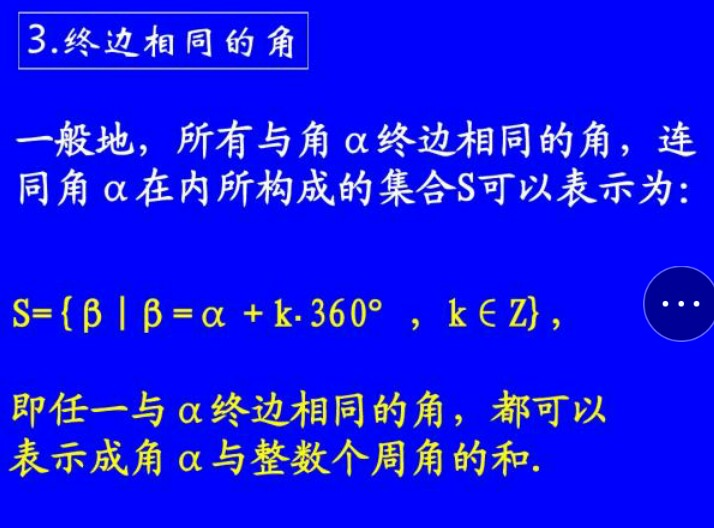 3.终边相同的角
一般地，所有与角α终边相同的角，连
同角α在内所构成的集合S可以表示为：
S={β|β=α+k·360°，k∈Z}，
即任一与α终边相同的角，都可以
表示成角α与整数个周角的和.